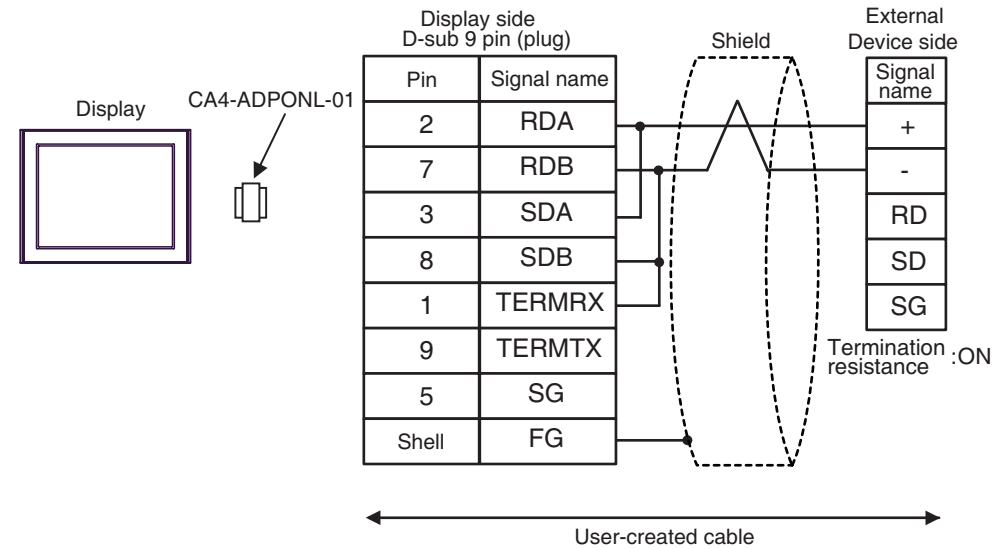 Display side
D-sub 9 pin (plug)
Shield
External
Device side
Display
CA4-ADPONL-01
Pin Signal name
2 RDA
7 RDB
3 SDA
8 SDB
1 TERMRX
9 TERMTX
5 SG
Shell FG
Signal
name
+
-
RD
SD
SG
Termination
resistance :ON
User-created cable